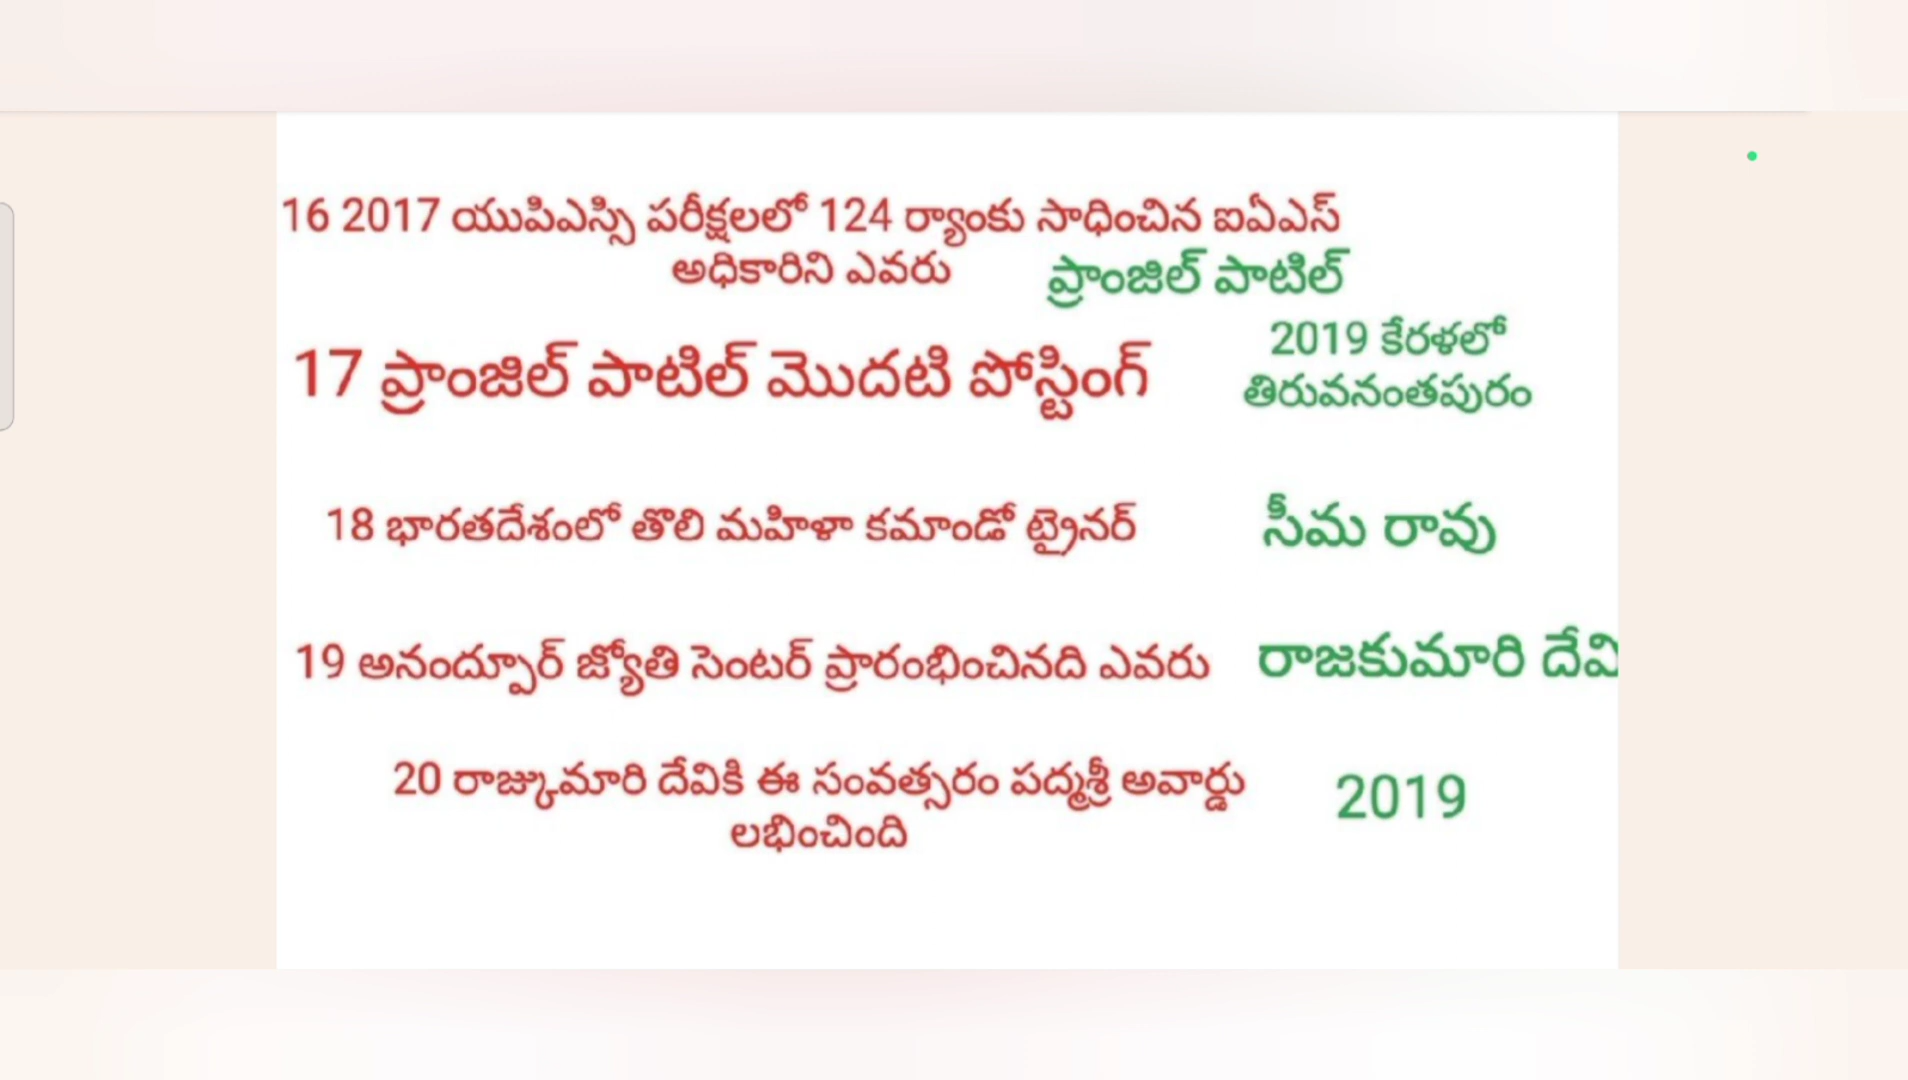 16 2017 యుపిఎస్సి పరీక్షలలో 124 ర్యాంకు సాధించిన ఐఏఎస్
అధికారిని ఎవరు ప్రాంజిల్ పాటిల్
17 ప్రాంజిల్ పాటిల్ మొదటి పోస్టింగ్
2019 కేరళలో
తిరువనంతపురం
18 భారతదేశంలో తొలి మహిళా కమాండో ట్రైనర్ సీమ రావు
19 అనంద్పూర్ జ్యోతి సెంటర్ ప్రారంభించినది ఎవరు రాజకుమారి దేవి
20 రాజ్కుమారి దేవికి ఈ సంవత్సరం పద్మశ్రీ అవార్డు
లభించింది 2019